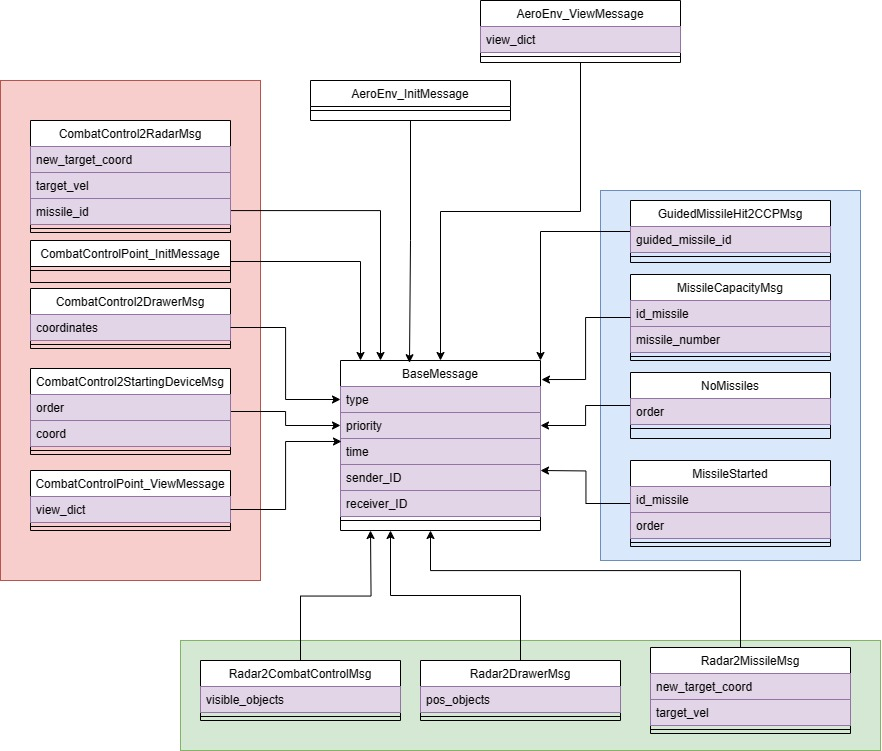 AeroEnv_ViewMessage
view_dict
AeroEnv_InitMessage
CombatControl2RadarMsg
new_target_coord
target_vel
missile_id
CombatControlPoint_InitMessage
CombatControl2DrawerMsg
coordinates
CombatControl2StartingDeviceMsg
order
coord
CombatControlPoint_ViewMessage
view_dict
BaseMessage
type
priority
time
sender_ID
receiver_ID
GuidedMissileHit2CCPMsg
guided_missile_id
MissileCapacityMsg
id_missile
missile_number
NoMissiles
order
MissileStarted
id_missile
order
Radar2CombatControlMsg
visible_objects
Radar2DrawerMsg
pos_objects
Radar2MissileMsg
new_target_coord
target_vel